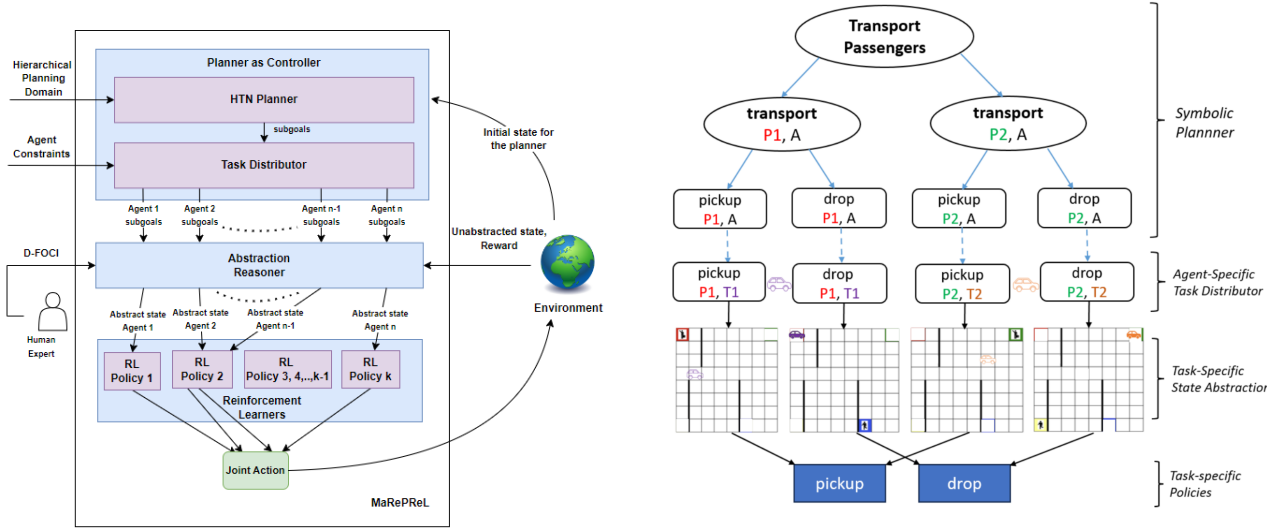 Hierarchical
Planning
Domain
Agent
Constraints
Planner as Controller
HTN Planner
subgoals
Task Distributor
Agent 1
subgoals
Agent 2
subgoals
Agent n-1
subgoals
Agent n
subgoals
Initial state for
the planner
Unabstracted state,
Reward
Environment
D-FOCI
Human
Expert
Abstraction
Reasoner
Abstract state
Agent 1
Abstract state
Agent 2
Abstract state
Agent n-1
Abstract state
Agent n
RL
Policy 1
RL
Policy 2
RL
Policy 3, 4,..,k-1
RL
Policy k
Reinforcement
Learners
Joint Action
MaRePReL
Transport
Passengers
transport
P1, A
transport
P2, A
pickup
P1, A
drop
P1, A
pickup
P2, A
drop
P2, A
Symbolic
Plannner
pickup
P1, T1
drop
P1, T1
pickup
P2, T2
drop
P2, T2
Agent-Specific
Task Distributor
Task-Specific
State Abstraction
pickup
drop
Task-specific
Policies